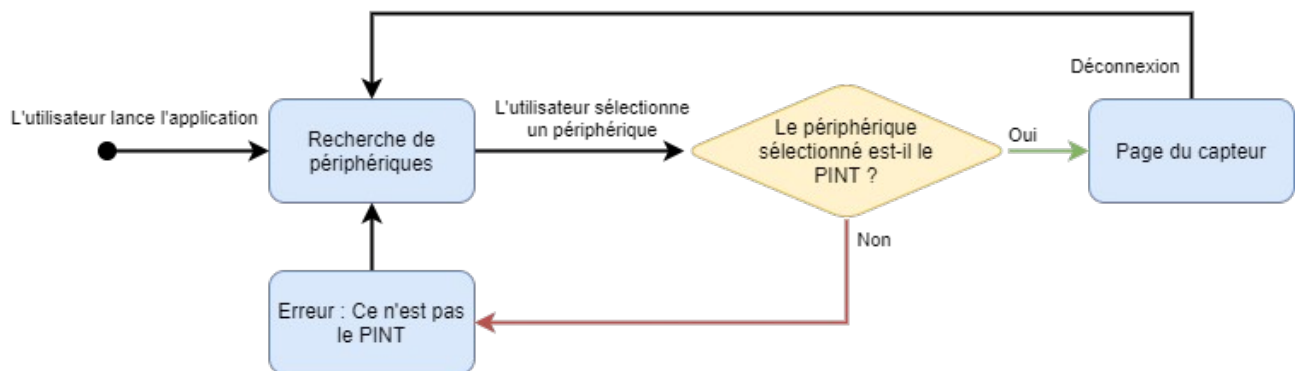 Déconnexion
L'utilisateur lance l'application
Recherche de
périphériques
L'utilisateur sélectionne
un périphérique
Le périphérique
sélectionné est-il le
PINT ?
Oui
Page du capteur
Non
Erreur : Ce n'est pas
le PINT